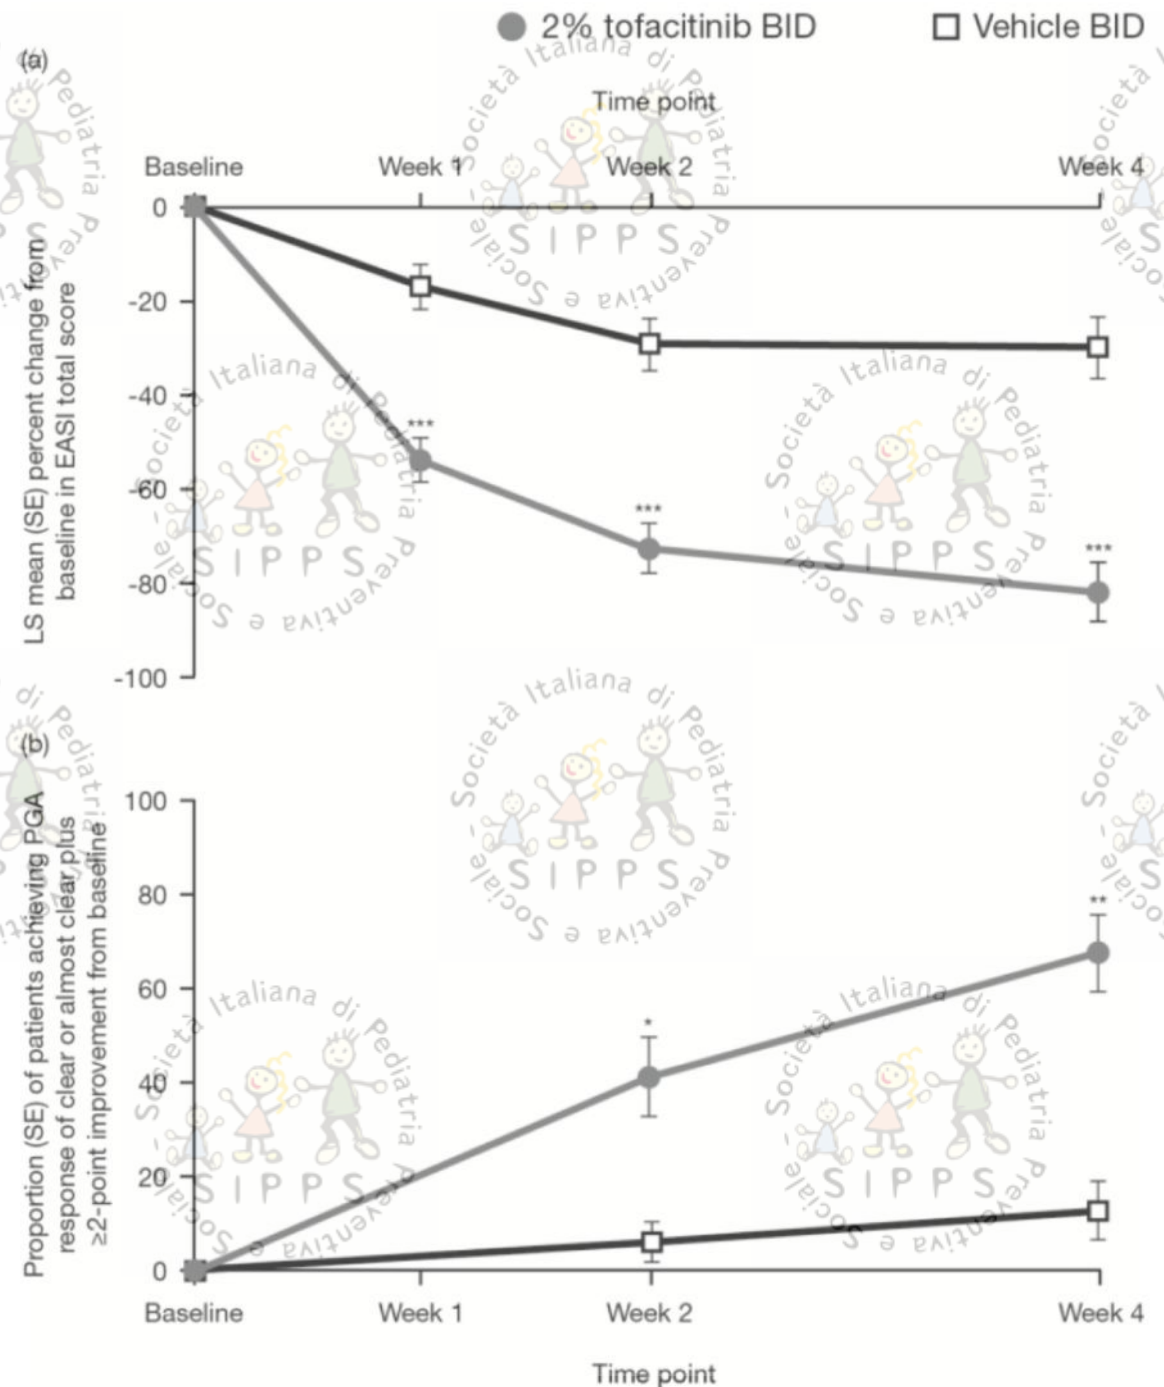 2% tofacitinib BID
Vehicle BID
(a)
Time point
Baseline
Week 1
Week 2
Week 4
0
-20
-40
-60
-80
-100
LS mean (SE) percent change from
baseline in EASI total score
***
***
***
(b)
100
80
60
40
20
0
Proportion (SE) of patients achieving PGA
response of clear or almost clear plus
≥2-point improvement from baseline
*
**
Baseline
Week 1
Week 2
Week 4
Time point
Società Italiana di Pediatria Preventiva e Sociale -
SIPPS